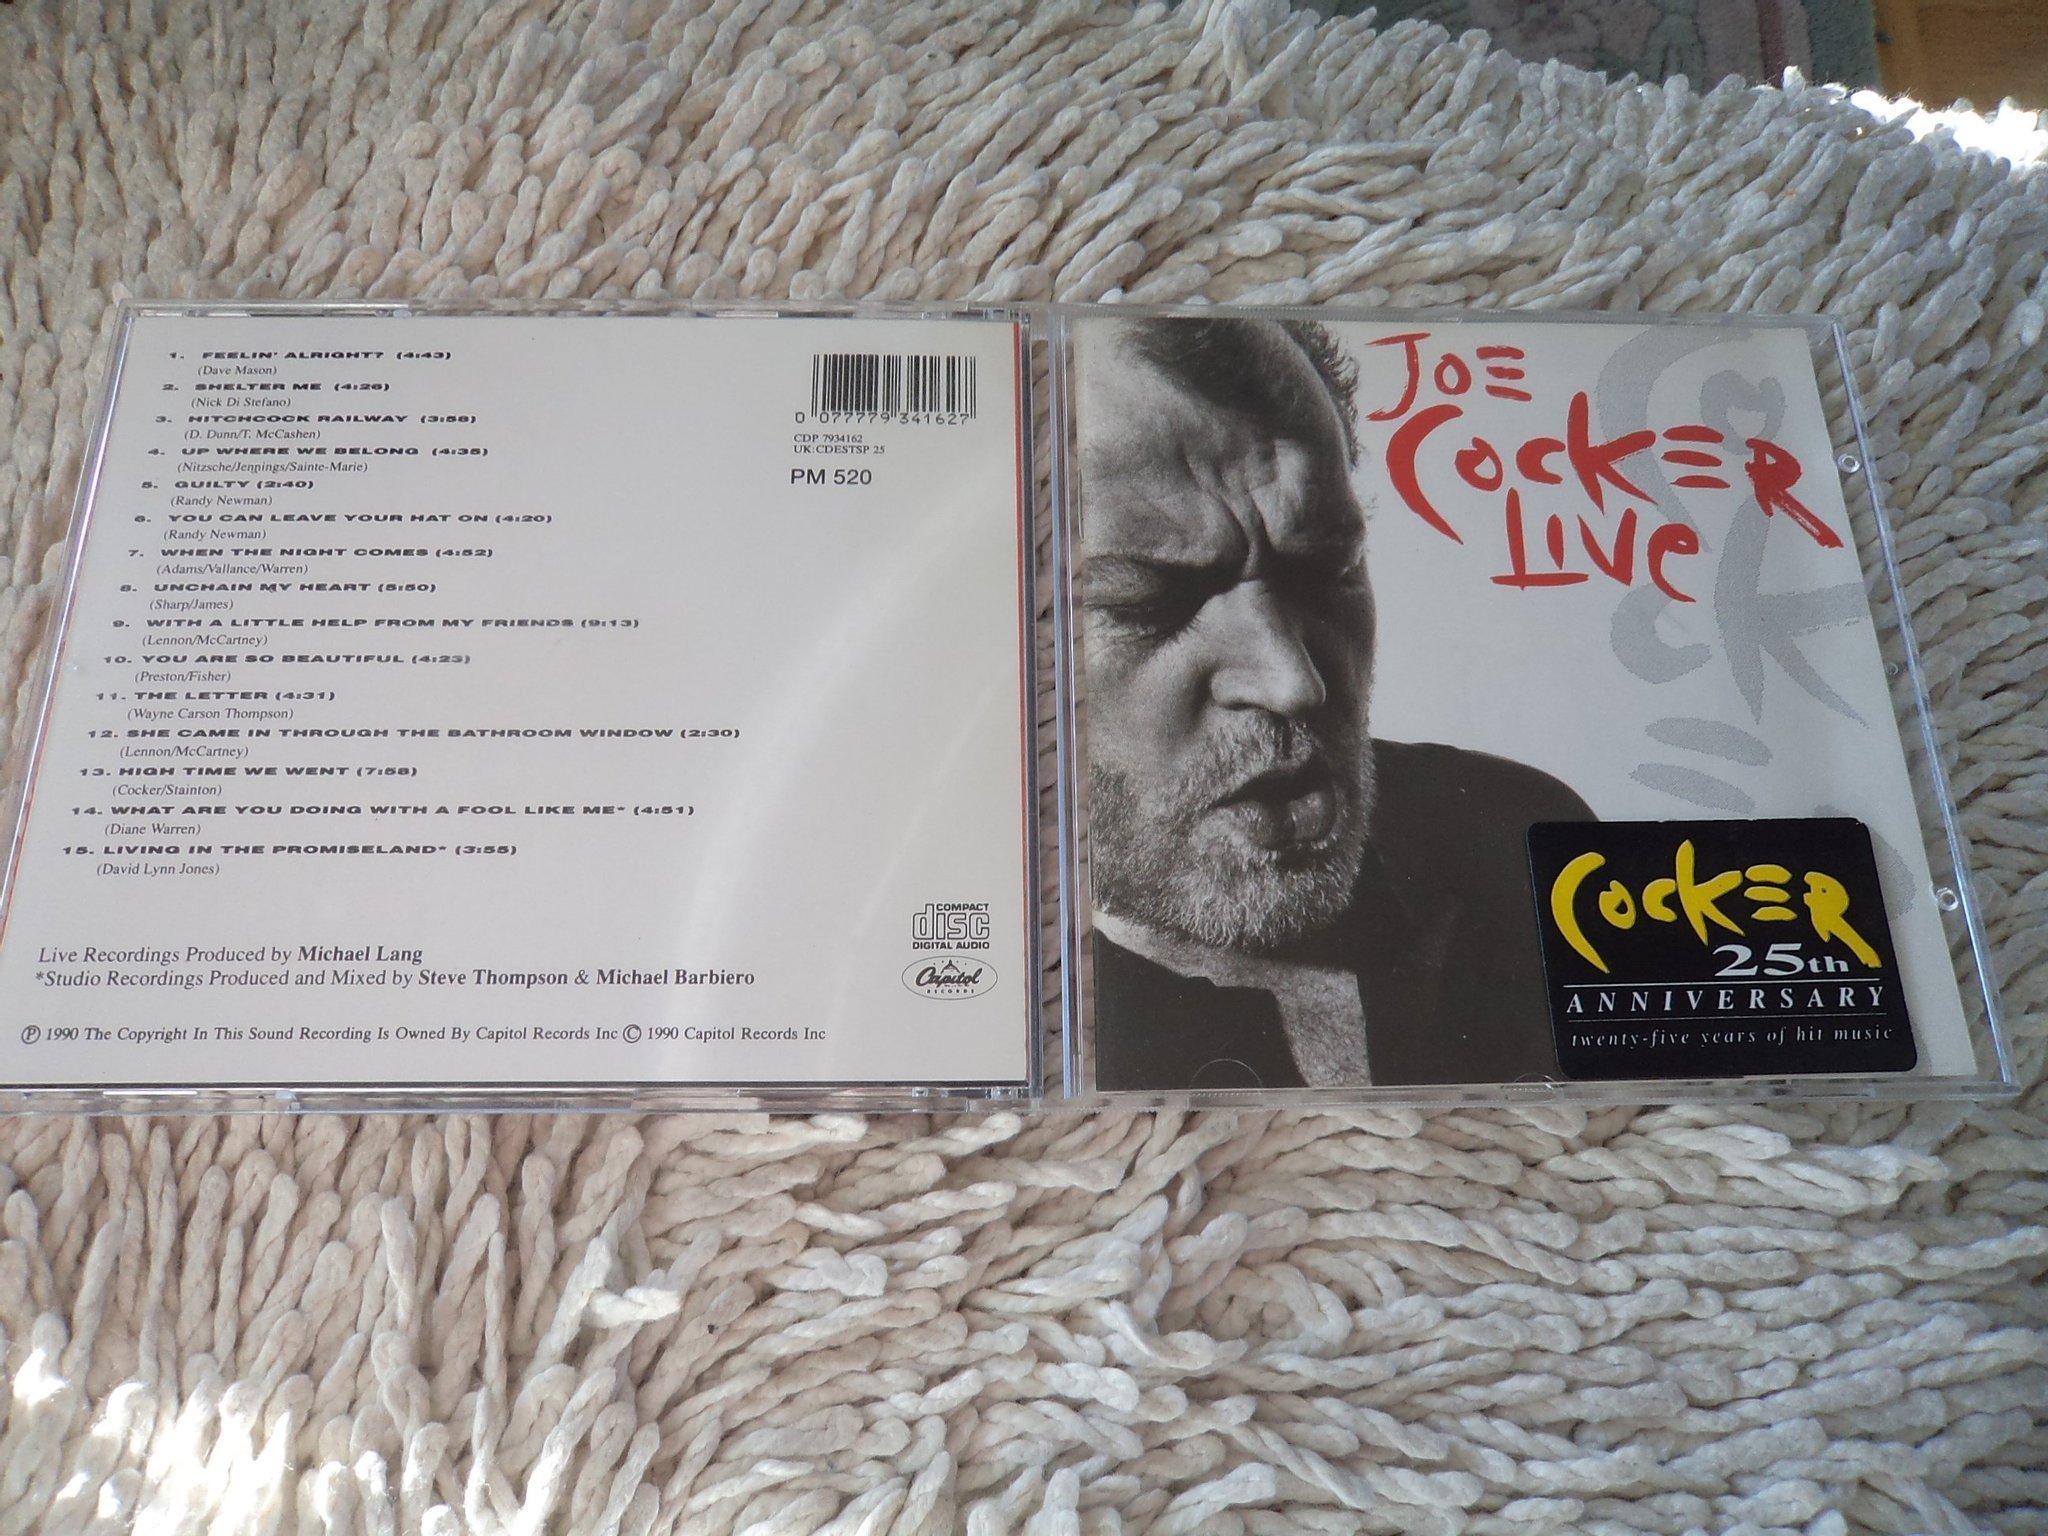 1. FEELIN' ALRIGHT? (4:43)
(Dave Mason)
2. SHELTER ME (4:26)
(Nick Di Stefano)
3. HITCHCOCK RAILWAY (3:58)
(D. Dunn/T. McCashen)
4. UP WHERE WE BELONG (4:35)
(Nitzsche/Jennings/Sainte-Marie)
5. GUILTY (2:40)
(Randy Newman)
6. YOU CAN LEAVE YOUR HAT ON (4:20)
(Randy Newman)
7. WHEN THE NIGHT COMES (4:52)
(Adams/Vallance/Warren)
8. UNCHAIN MY HEART (5:50)
(Sharp/James)
9. WITH A LITTLE HELP FROM MY FRIENDS (9:13)
(Lennon/McCartney)
10. YOU ARE SO BEAUTIFUL (4:23)
(Preston/Fisher)
11. THE LETTER (4:31)
(Wayne Carson Thompson)
12. SHE CAME IN THROUGH THE BATHROOM WINDOW (2:30)
(Lennon/McCartney)
13. HIGH TIME WE WENT (7:58)
(Cocker/Stainton)
14. WHAT ARE YOU DOING WITH A FOOL LIKE ME* (4:51)
(Diane Warren)
15. LIVING IN THE PROMISELAND* (3:55)
(David Lynn Jones)
0 077779 341627
CDP 7934162
UK:CDESTSP 25
PM 520
COMPACT
disc
DIGITAL AUDIO
Capitol
RECORDS
Live Recordings Produced by Michael Lang
*Studio Recordings Produced and Mixed by Steve Thompson & Michael Barbiero
℗ 1990 The Copyright In This Sound Recording Is Owned By Capitol Records Inc © 1990 Capitol Records Inc
JOE
COCKER
LIVE
COCKER
COCKER
25th
ANNIVERSARY
twenty-five years of hit music